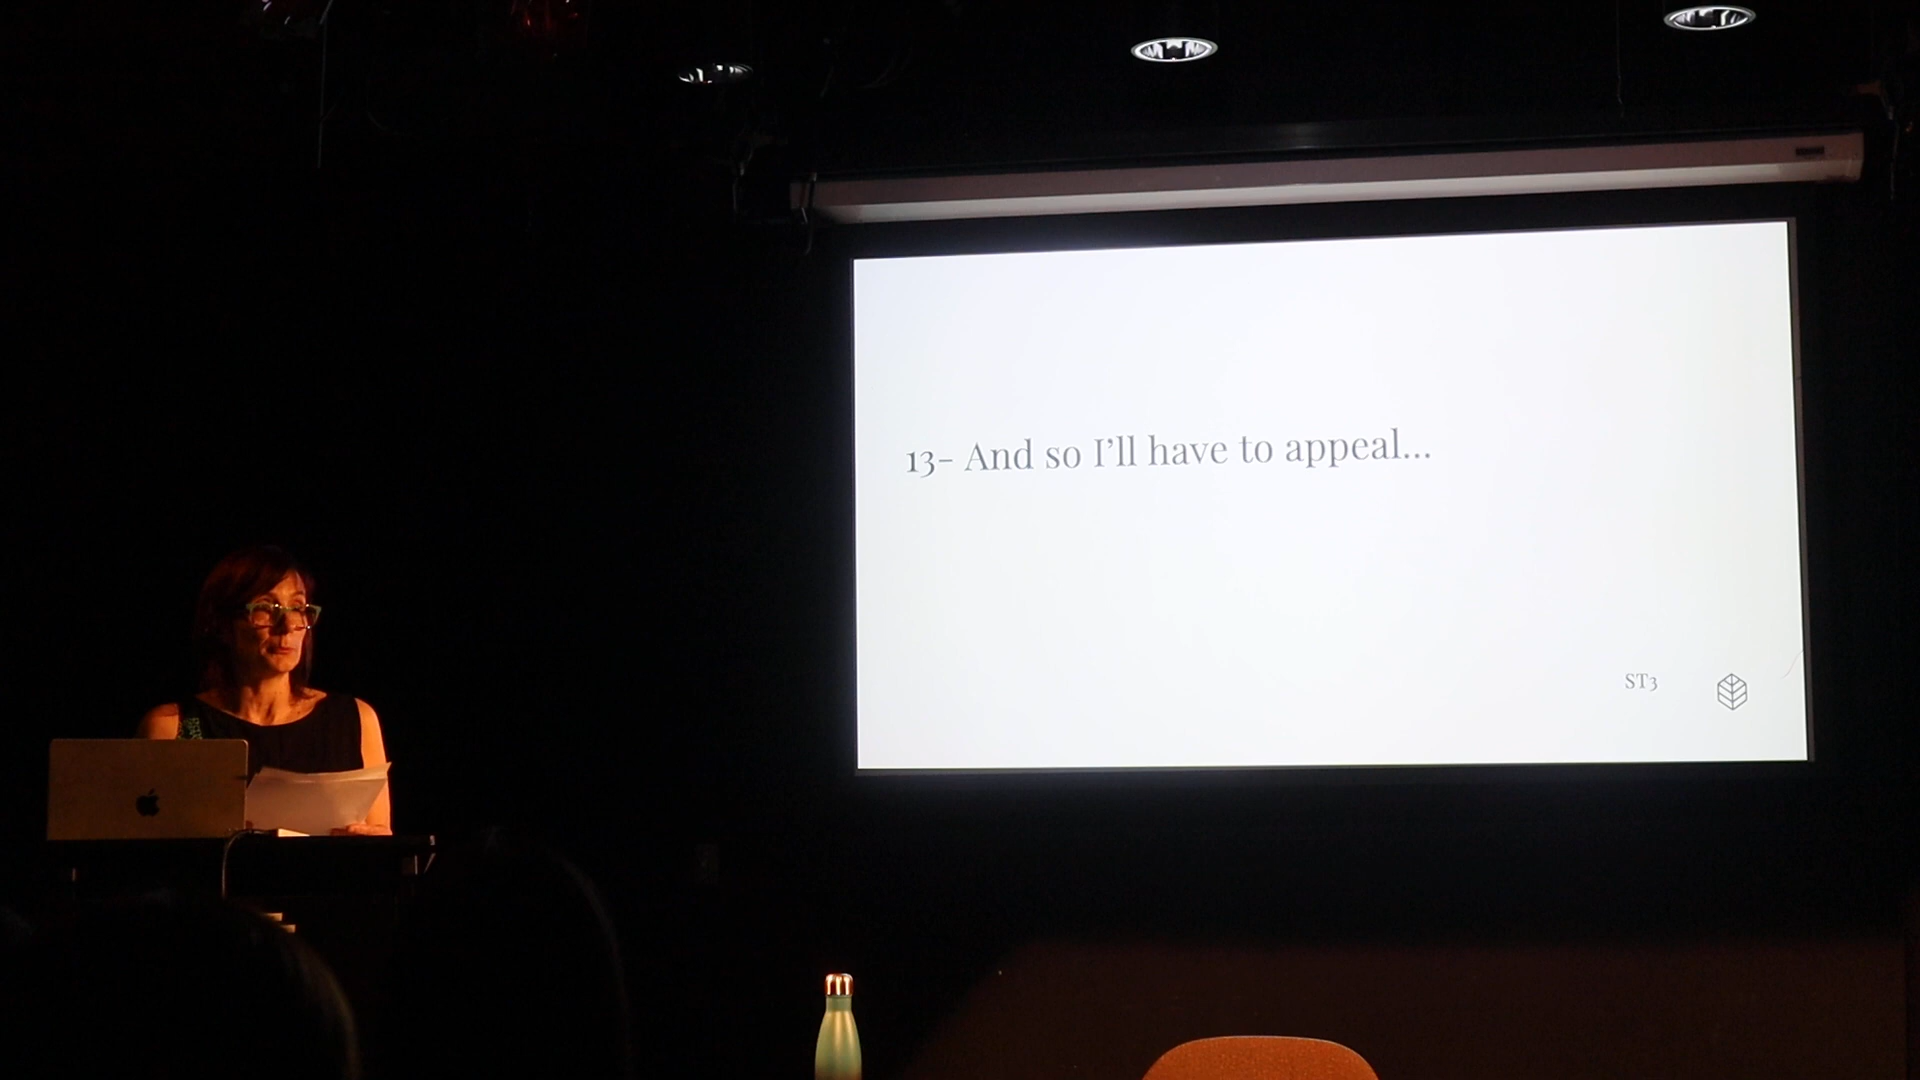 13- And so I’ll have to appeal...
ST3